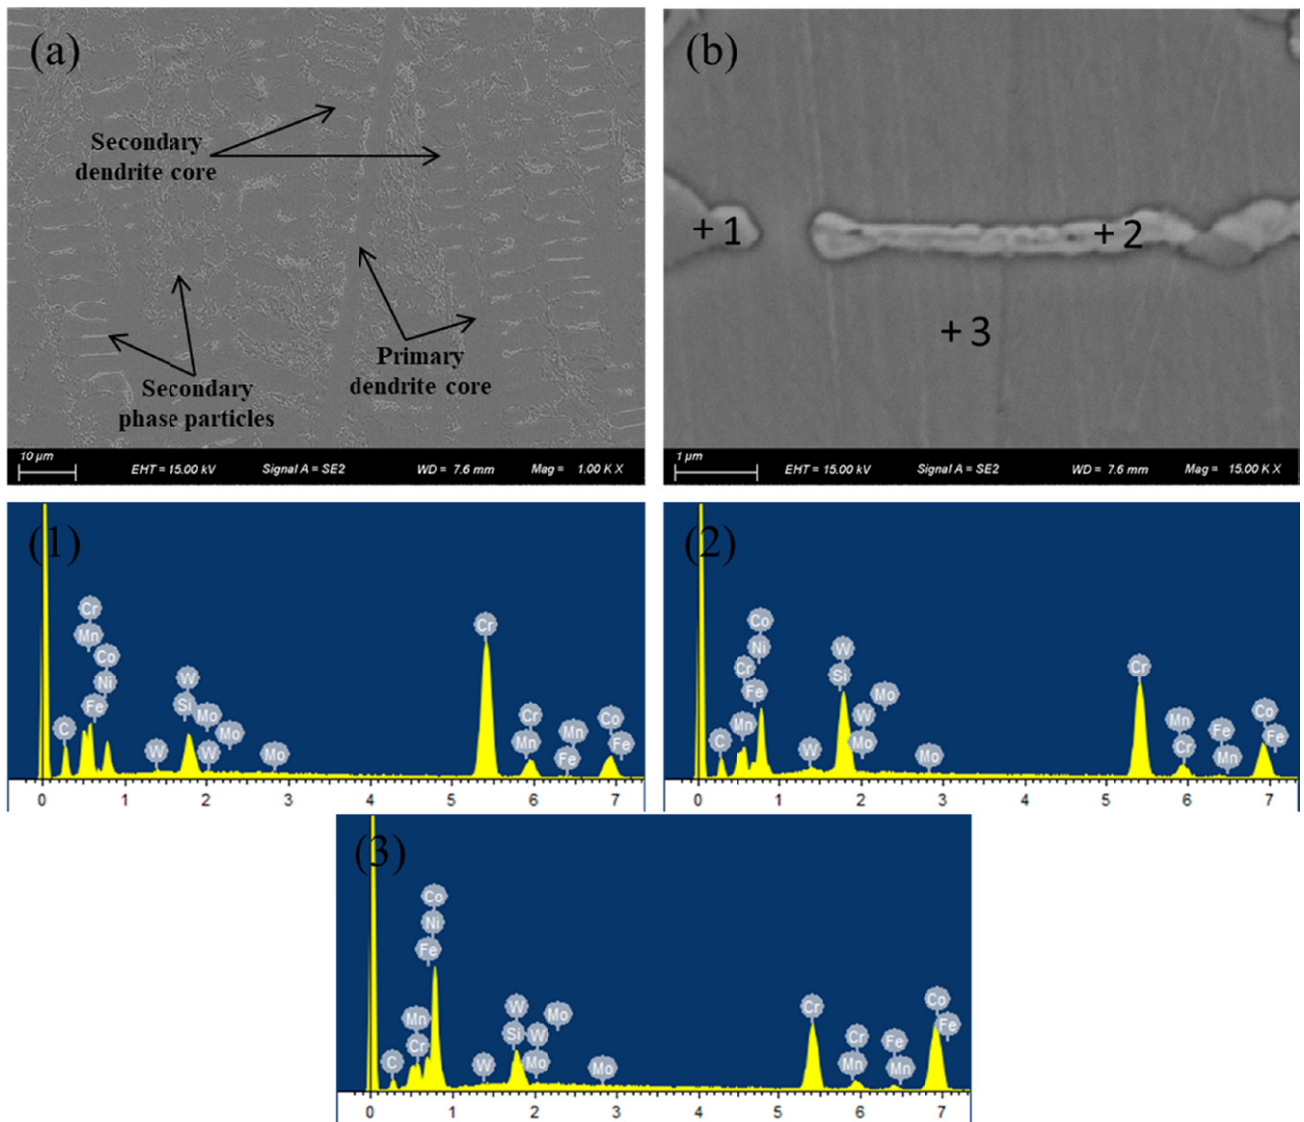 (a)
Secondary
dendrite core
Primary
dendrite core
Secondary
phase particles
10 µm
EHT = 15.00 kV
Signal A = SE2
WD = 7.6 mm
Mag = 1.00 K X
(b)
+ 1
+ 2
+ 3
1 µm
EHT = 15.00 kV
Signal A = SE2
WD = 7.6 mm
Mag = 15.00 K X
(1)
Cr
Mn
Co
Ni
Fe
C
W
Si
Mo
Mo
W
W
Mo
Cr
Cr
Mn
Mn
Fe
Co
Fe
0 1 2 3 4 5 6 7
(2)
Co
Ni
Cr
Fe
Mn
C
W
Si
Mo
W
Mo
W
Mo
Cr
Mn
Cr
Fe
Mn
Co
Fe
0 1 2 3 4 5 6 7
(3)
Co
Ni
Fe
Mn
Cr
C
W
Si
Mo
W
Mo
W
Mo
Cr
Cr
Mn
Fe
Mn
Co
Fe
0 1 2 3 4 5 6 7